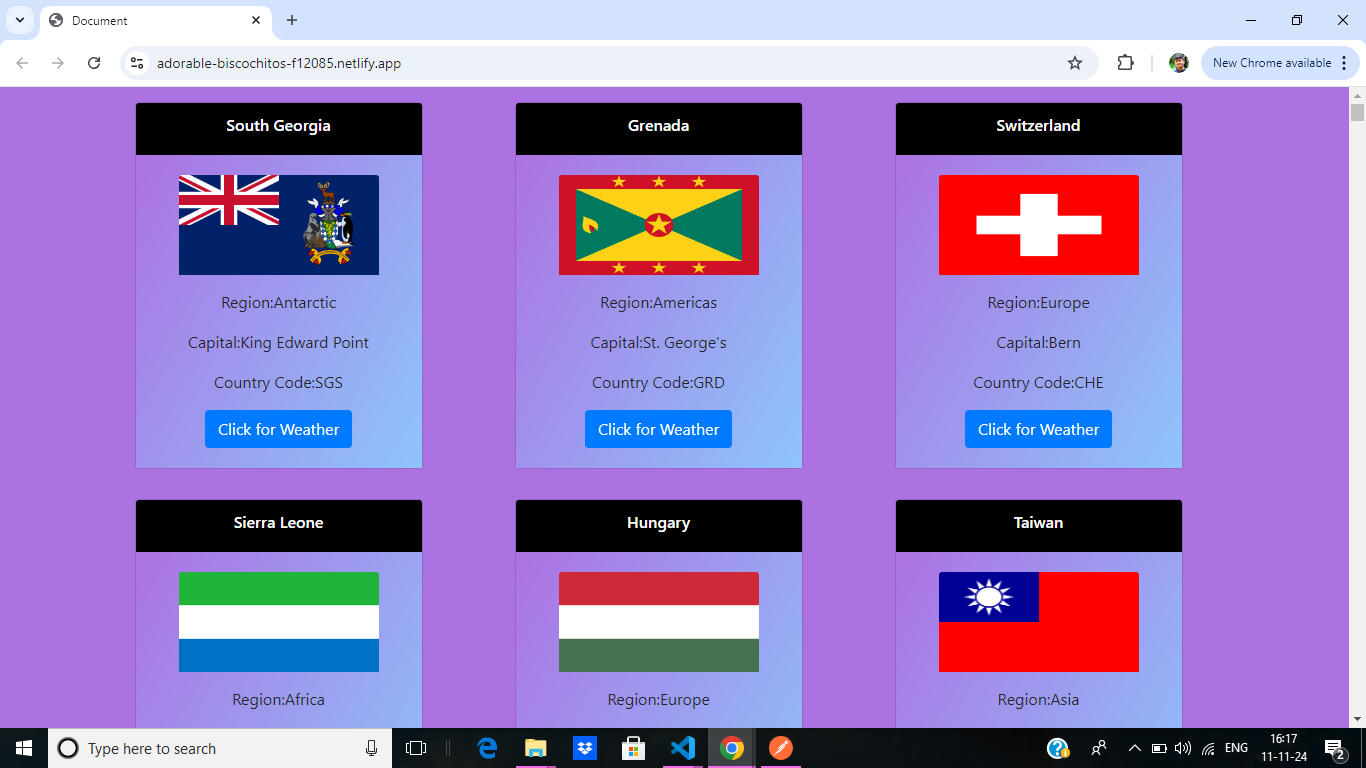 Document
adorable-biscochitos-f12085.netlify.app
New Chrome available
South Georgia
Grenada
Switzerland
Region:Antarctic
Region:Americas
Region:Europe
Capital:King Edward Point
Capital:St. George's
Capital:Bern
Country Code:SGS
Country Code:GRD
Country Code:CHE
Click for Weather
Click for Weather
Click for Weather
Sierra Leone
Hungary
Taiwan
Region:Africa
Region:Europe
Region:Asia
Type here to search
ENG
16:17
11-11-24
2